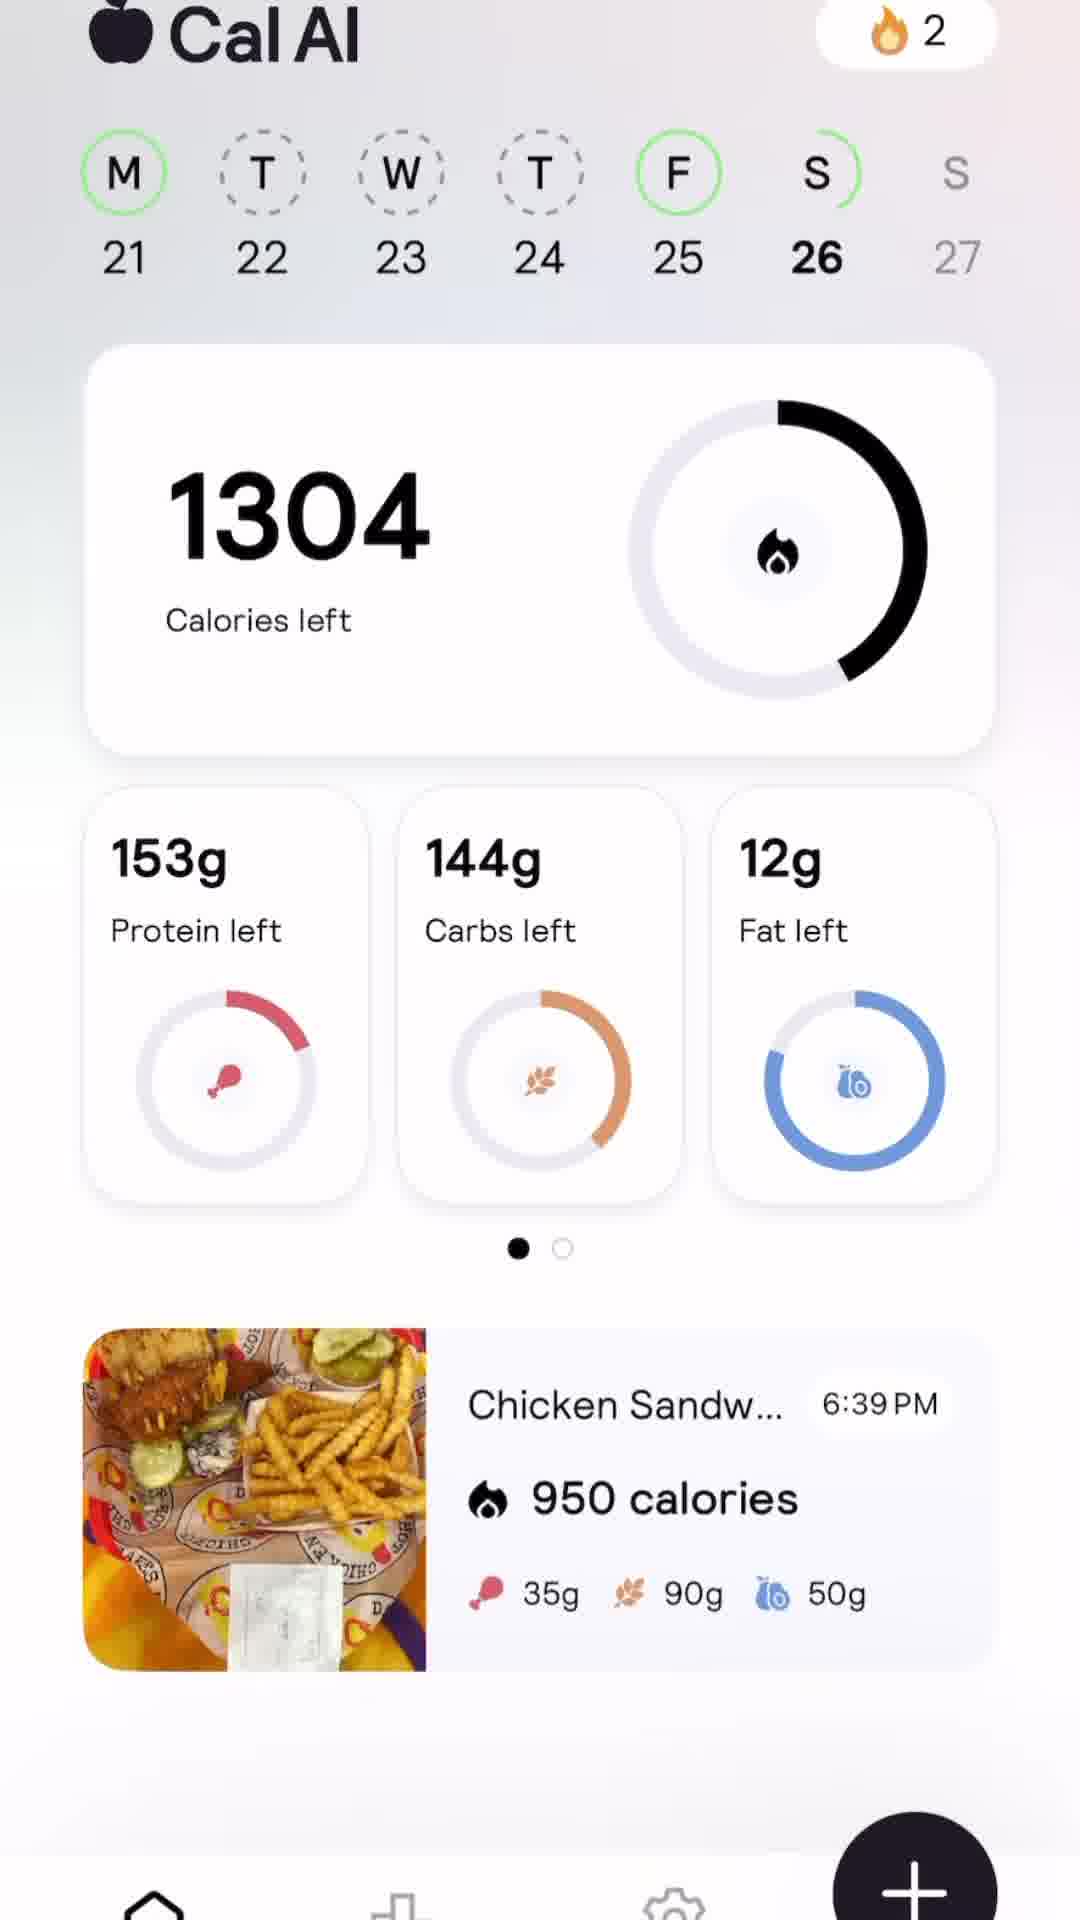 Cal AI
2
M T W T F S S
21 22 23 24 25 26 27
1304
Calories left
153g
Protein left
144g
Carbs left
12g
Fat left
Chicken Sandw...
6:39 PM
950 calories
35g 90g 50g